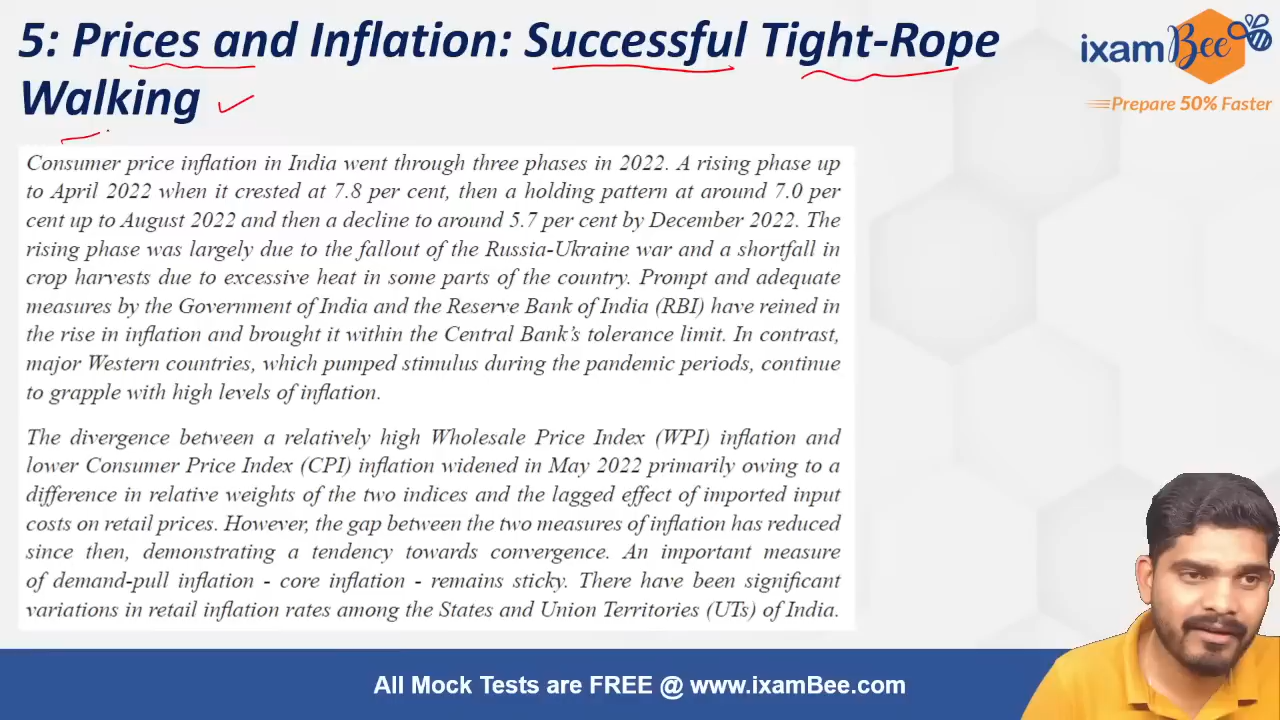 5: Prices and Inflation: Successful Tight-Rope
Walking
ixamBee
Prepare 50% Faster
Consumer price inflation in India went through three phases in 2022. A rising phase up
to April 2022 when it crested at 7.8 per cent, then a holding pattern at around 7.0 per
cent up to August 2022 and then a decline to around 5.7 per cent by December 2022. The
rising phase was largely due to the fallout of the Russia-Ukraine war and a shortfall in
crop harvests due to excessive heat in some parts of the country. Prompt and adequate
measures by the Government of India and the Reserve Bank of India (RBI) have reined in
the rise in inflation and brought it within the Central Bank’s tolerance limit. In contrast,
major Western countries, which pumped stimulus during the pandemic periods, continue
to grapple with high levels of inflation.
The divergence between a relatively high Wholesale Price Index (WPI) inflation and
lower Consumer Price Index (CPI) inflation widened in May 2022 primarily owing to a
difference in relative weights of the two indices and the lagged effect of imported input
costs on retail prices. However, the gap between the two measures of inflation has reduced
since then, demonstrating a tendency towards convergence. An important measure
of demand-pull inflation - core inflation - remains sticky. There have been significant
variations in retail inflation rates among the States and Union Territories (UTs) of India.
All Mock Tests are FREE @ www.ixamBee.com